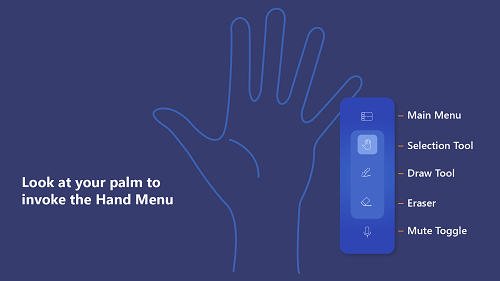 Look at your palm to
invoke the Hand Menu
Main Menu
Selection Tool
Draw Tool
Eraser
Mute Toggle